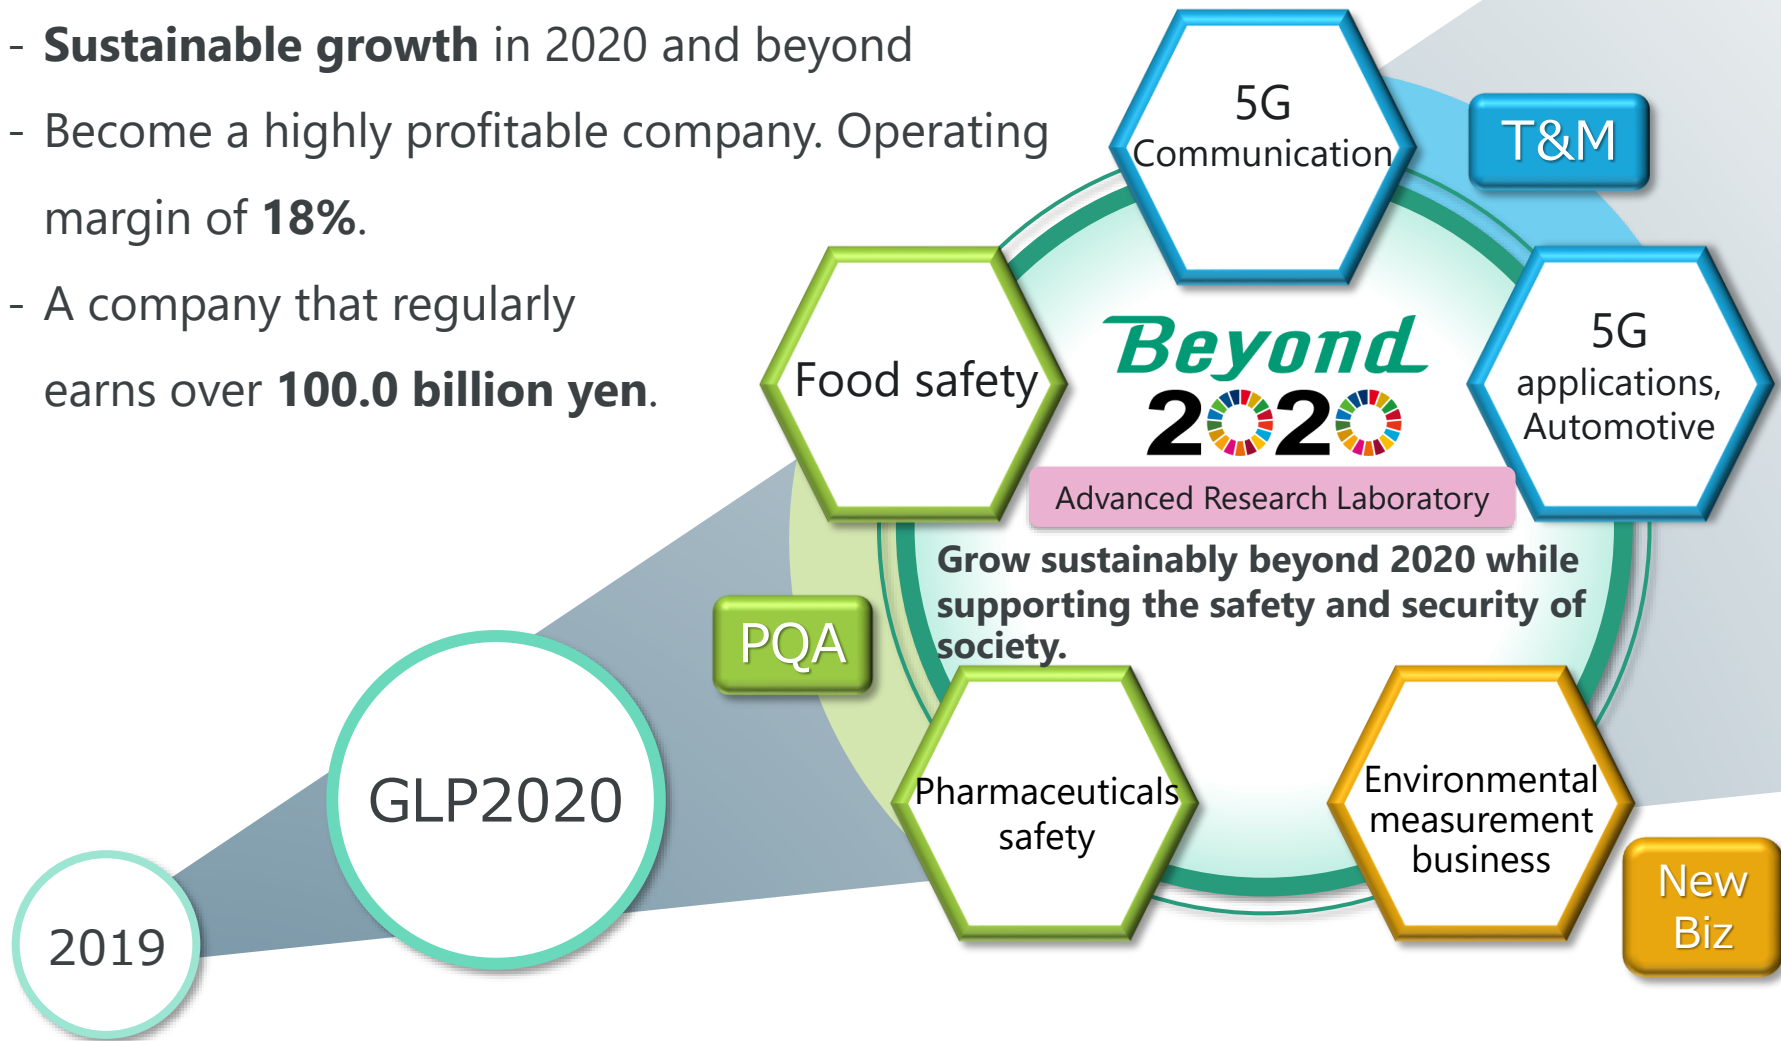 - Sustainable growth in 2020 and beyond
- Become a highly profitable company. Operating
margin of 18%.
- A company that regularly
earns over 100.0 billion yen.
5G
Communication
T&M
Food safety
5G
applications,
Automotive
Beyond
2020
Advanced Research Laboratory
Grow sustainably beyond 2020 while
supporting the safety and security of
society.
PQA
Pharmaceuticals
safety
Environmental
measurement
business
New
Biz
GLP2020
2019